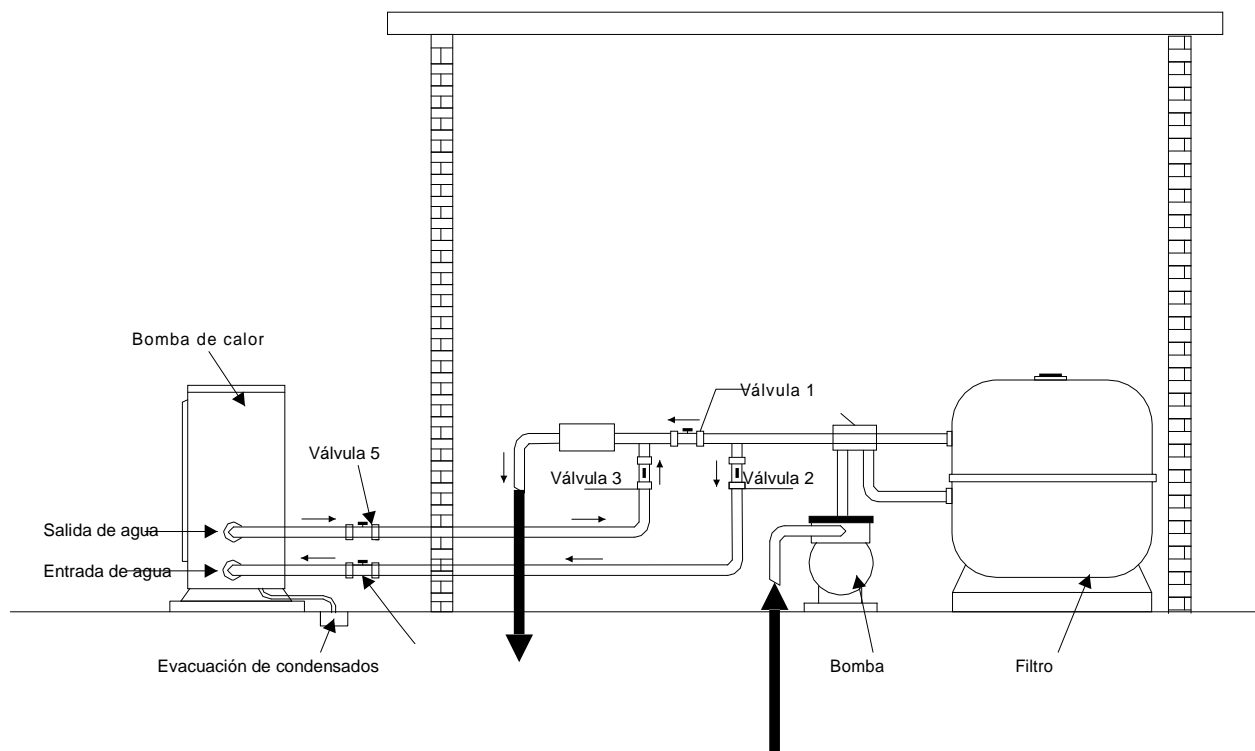 Bomba de calor
Válvula 1
Válvula 5
Válvula 3
Válvula 2
Salida de agua
Entrada de agua
Evacuación de condensados
Bomba
Filtro